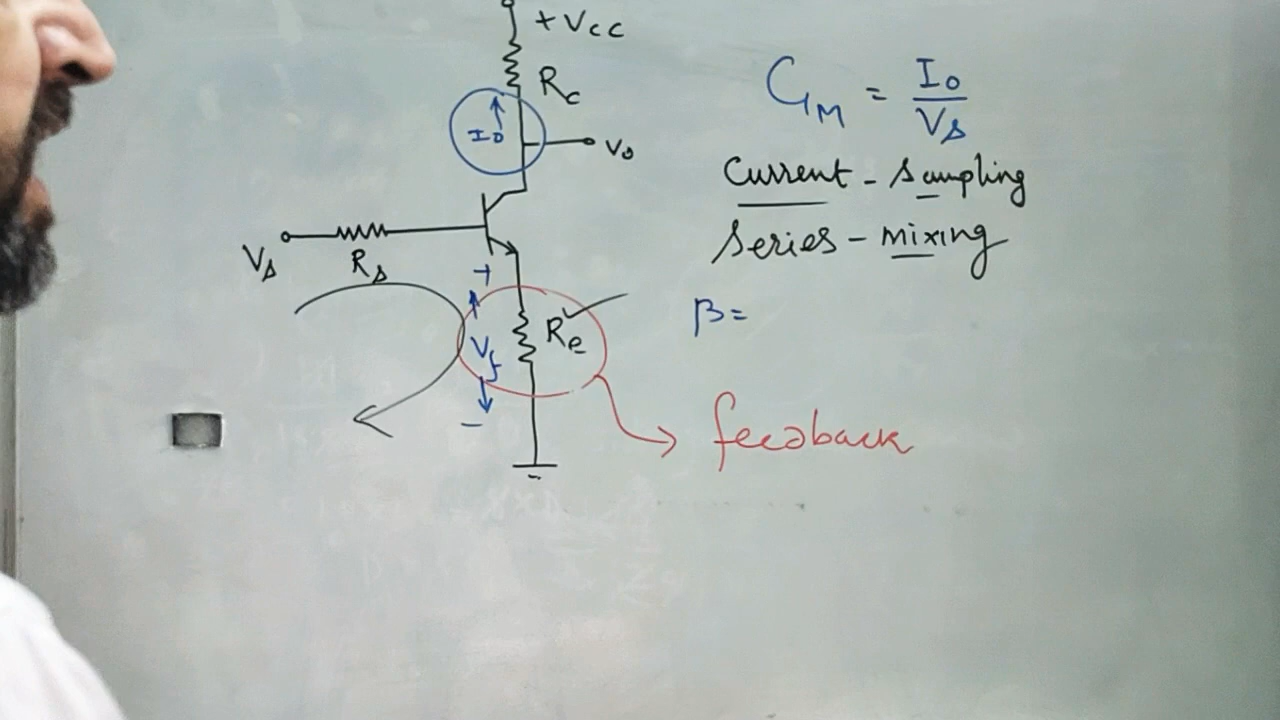 +Vcc
Rc
Io
Vo
Vs
Rs
+
Vf
-
Re
GM = Io / Vs
Current - Sampling
Series - mixing
β =
feedback